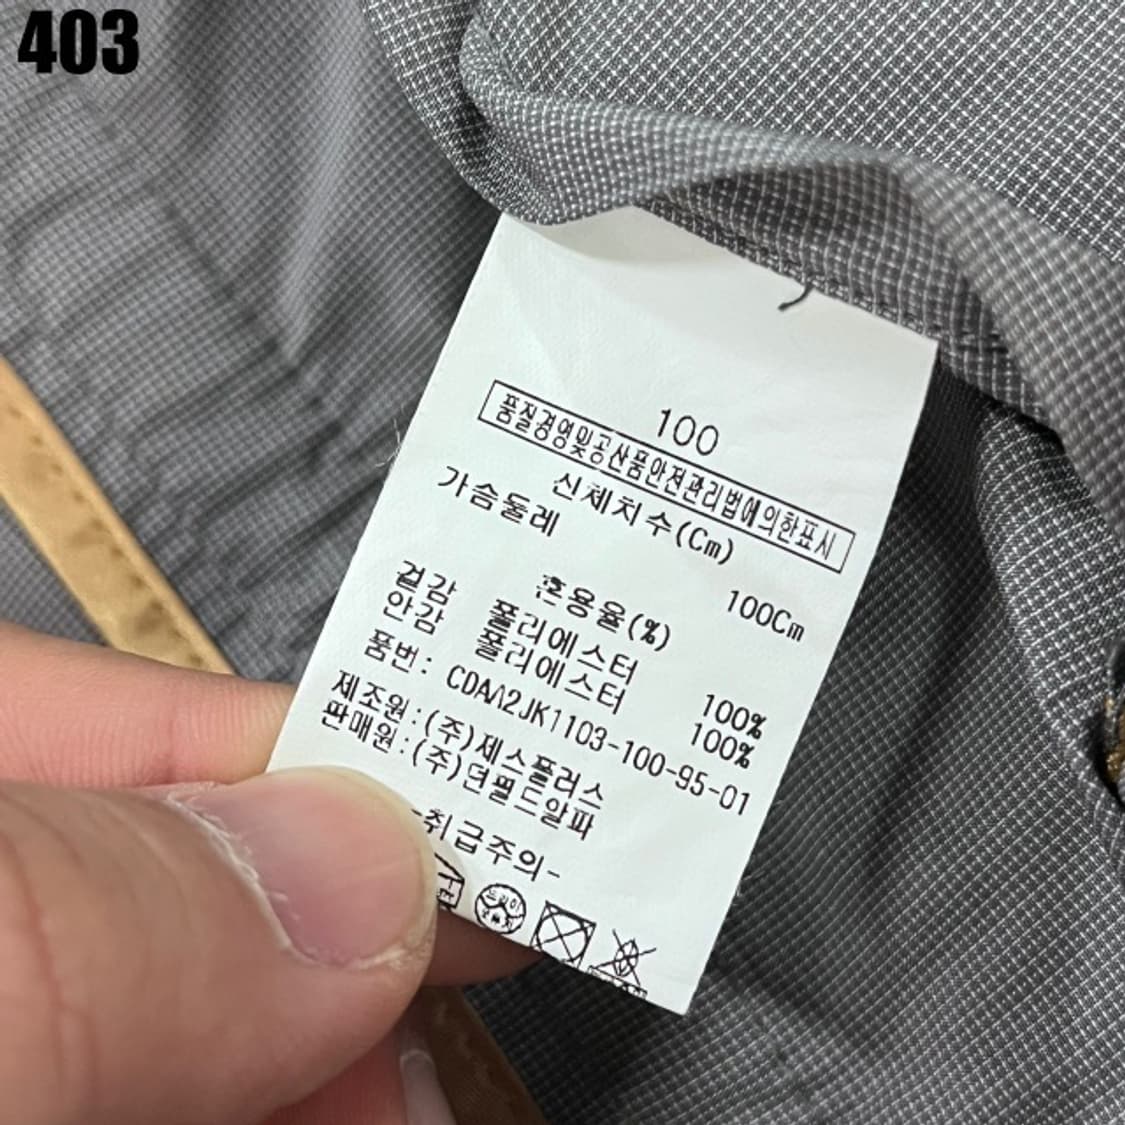 403
100
품질경영및공산품안전관리법에의한표시
신체치수(Cm)
가슴둘레 100Cm
혼용율(%)
겉감 폴리에스터 100%
안감 폴리에스터 100%
품번: CDAA2JK1103-100-95-01
제조원:(주)제스플러스
판매원:(주)던필드알파
-취급주의-
드라이